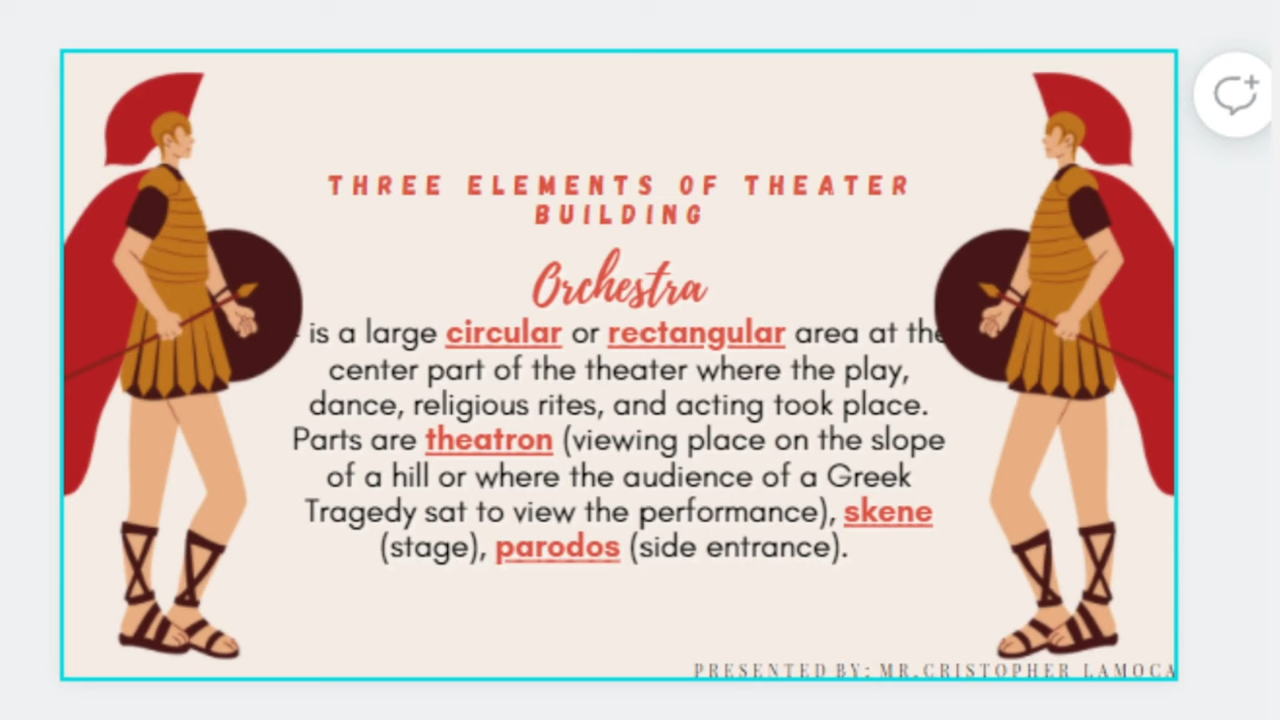 THREE ELEMENTS OF THEATER
BUILDING
Orchestra
- is a large circular or rectangular area at the
center part of the theater where the play,
dance, religious rites, and acting took place.
Parts are theatron (viewing place on the slope
of a hill or where the audience of a Greek
Tragedy sat to view the performance), skene
(stage), parodos (side entrance).
PRESENTED BY: MR.CRISTOPHER LAMOCA